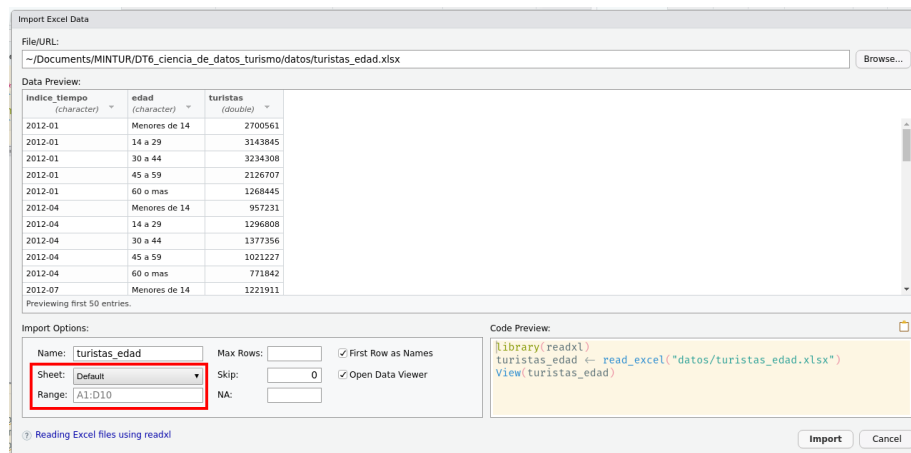 Import Excel Data
File/URL:
~/Documents/MINTUR/DT6_ciencia_de_datos_turismo/datos/turistas_edad.xlsx Browse...
Data Preview:
indice_tiempo edad turistas
(character) (character) (double)
2012-01 Menores de 14 2700561
2012-01 14 a 29 3143845
2012-01 30 a 44 3234308
2012-01 45 a 59 2126707
2012-01 60 o mas 1268445
2012-04 Menores de 14 957231
2012-04 14 a 29 1296808
2012-04 30 a 44 1377356
2012-04 45 a 59 1021227
2012-04 60 o mas 771842
2012-07 Menores de 14 1221911
Previewing first 50 entries.
Import Options:
Name: turistas_edad Max Rows: First Row as Names
Sheet: Default Skip: 0 Open Data Viewer
Range: A1:D10 NA:
Code Preview:
library(readxl)
turistas_edad ← read_excel("datos/turistas_edad.xlsx")
View(turistas_edad)
? Reading Excel files using readxl
Import Cancel